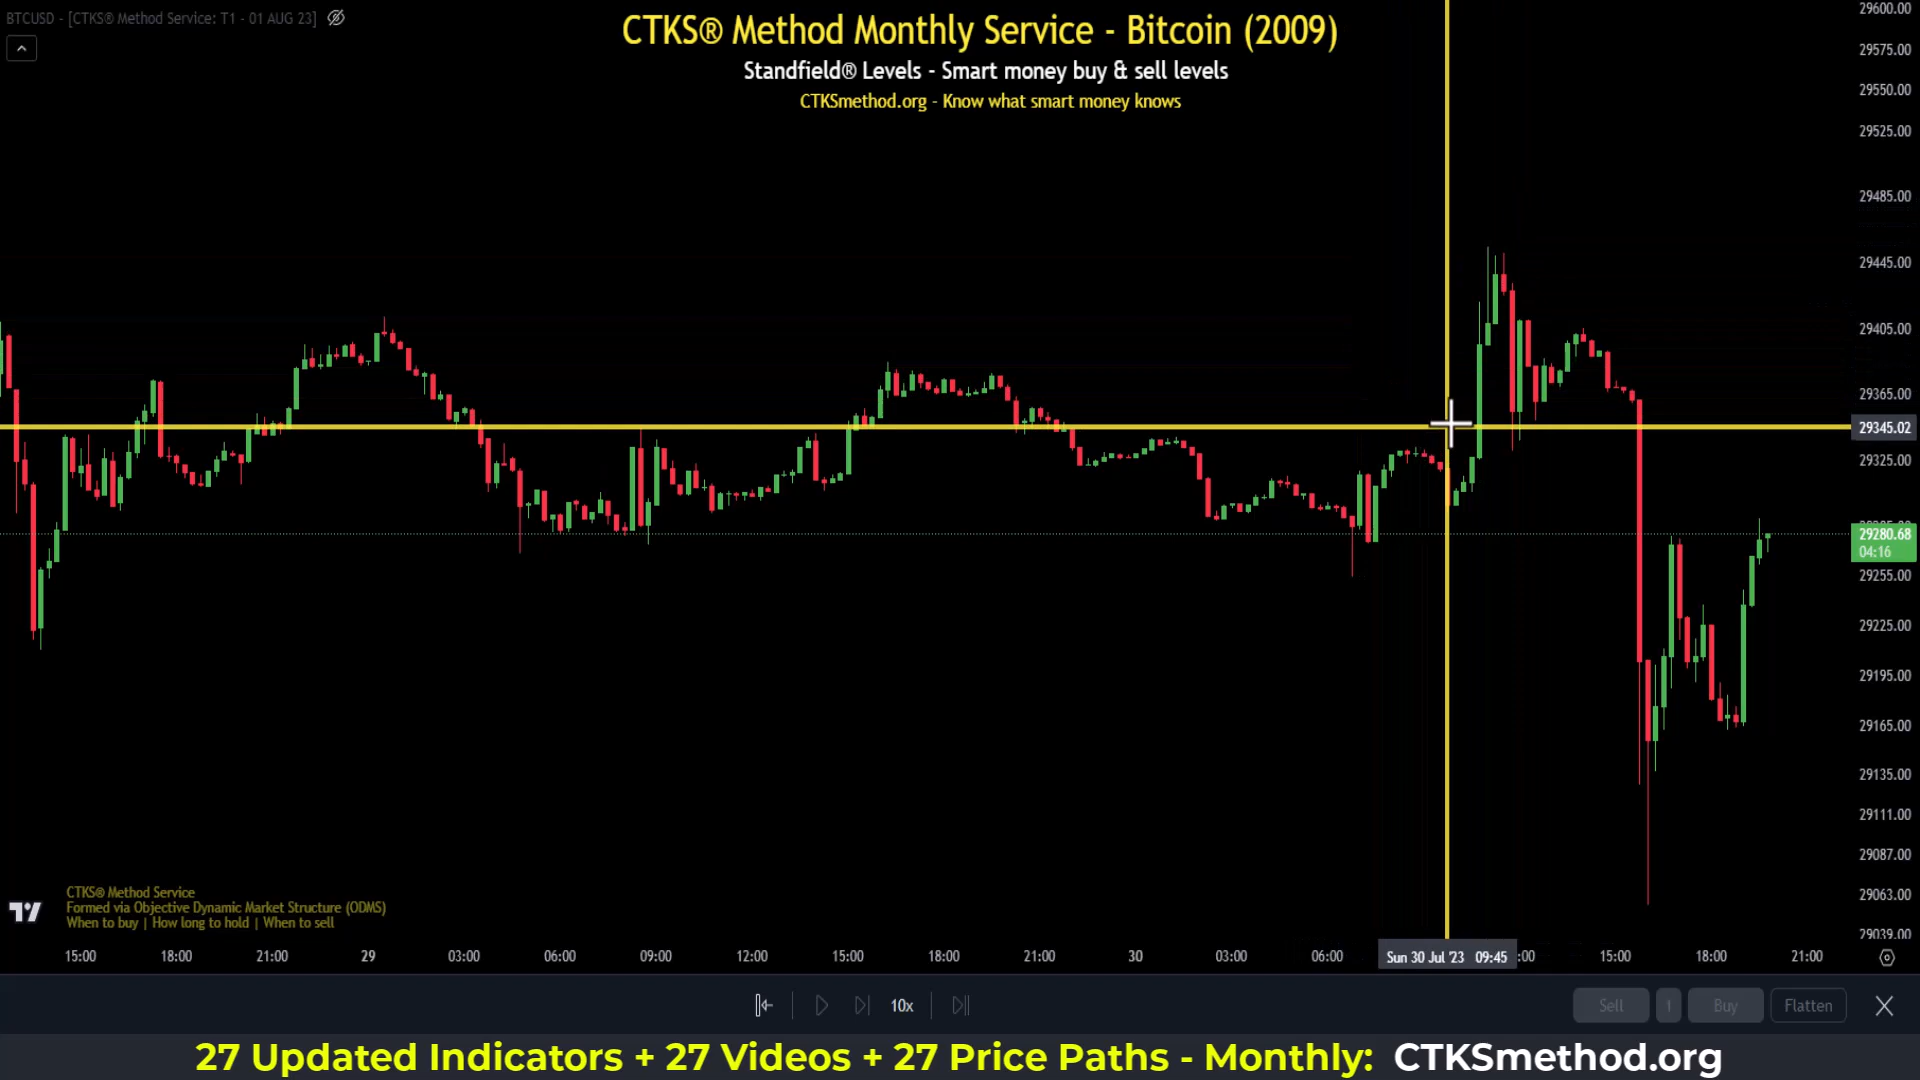 BTCUSD - [CTKS® Method Service: T1 - 01 AUG 23]
CTKS® Method Monthly Service - Bitcoin (2009)
Standfield® Levels - Smart money buy & sell levels
CTKSmethod.org - Know what smart money knows
29600.00
29575.00
29550.00
29525.00
29485.00
29445.00
29405.00
29365.00
29345.02
29325.00
29280.68
04:16
29255.00
29225.00
29195.00
29165.00
29135.00
29111.00
29087.00
29063.00
29039.00
CTKS® Method Service
Formed via Objective Dynamic Market Structure (ODMS)
When to buy | How long to hold | When to sell
15:00 18:00 21:00 29 03:00 06:00 09:00 12:00 15:00 18:00 21:00 30 03:00 06:00 Sun 30 Jul '23 09:45 :00 15:00 18:00 21:00
10x Sell 1 Buy Flatten
27 Updated Indicators + 27 Videos + 27 Price Paths - Monthly: CTKSmethod.org